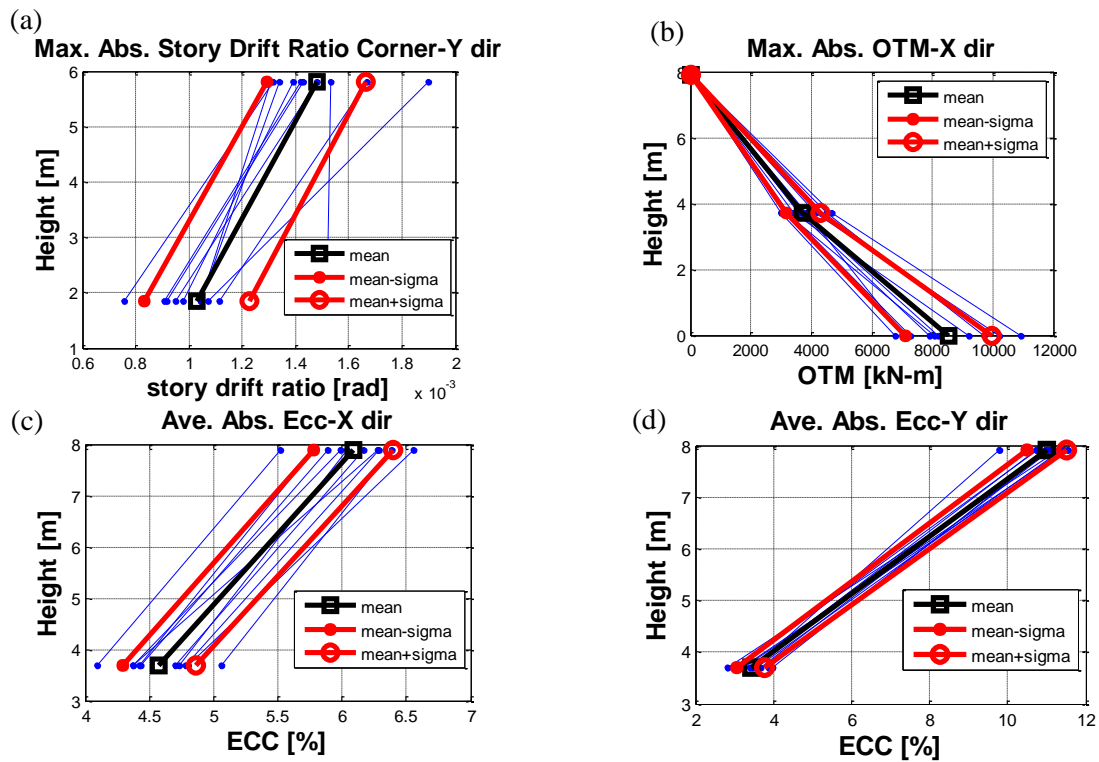 (a)
Max. Abs. Story Drift Ratio Corner-Y dir
6
5
4
3
2
1
Height [m]
0.6 0.8 1 1.2 1.4 1.6 1.8 2
story drift ratio [rad] x 10-3
mean
mean-sigma
mean+sigma
(b)
Max. Abs. OTM-X dir
8
6
4
2
0
Height [m]
0 2000 4000 6000 8000 10000 12000
OTM [kN-m]
mean
mean-sigma
mean+sigma
(c)
Ave. Abs. Ecc-X dir
8
7
6
5
4
3
Height [m]
4 4.5 5 5.5 6 6.5 7
ECC [%]
mean
mean-sigma
mean+sigma
(d)
Ave. Abs. Ecc-Y dir
8
7
6
5
4
3
Height [m]
2 4 6 8 10 12
ECC [%]
mean
mean-sigma
mean+sigma